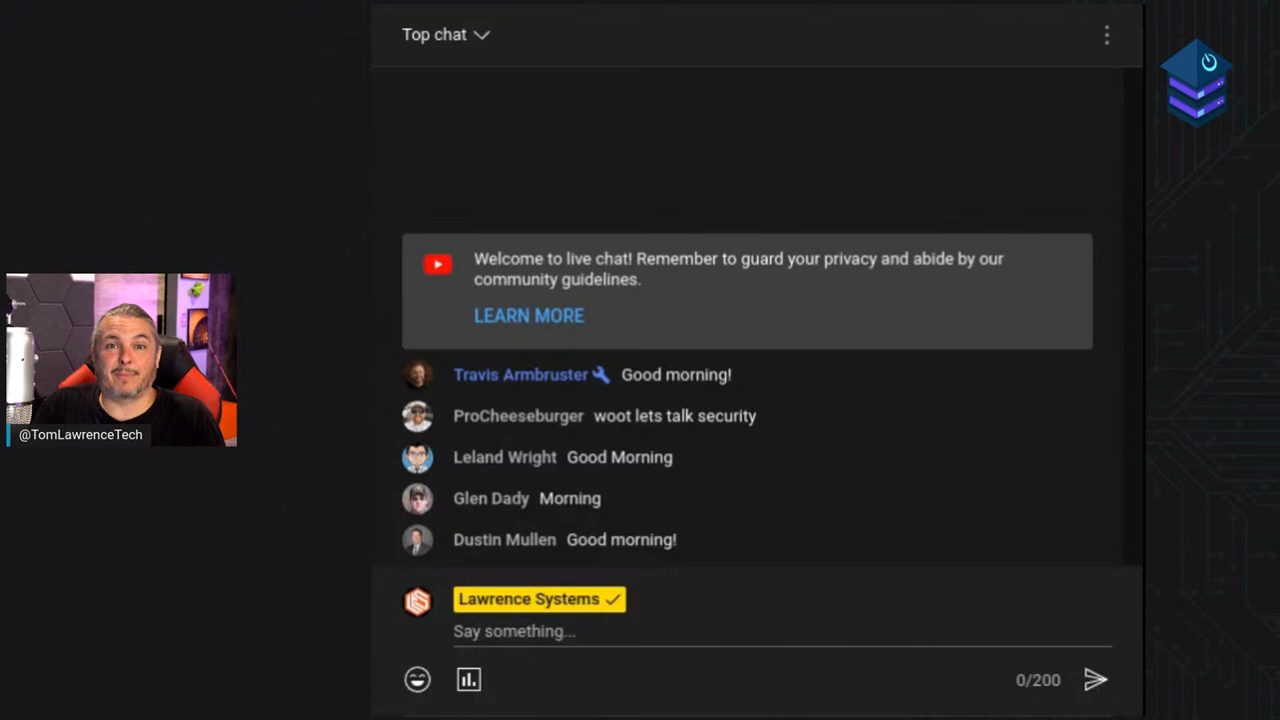 Top chat
Welcome to live chat! Remember to guard your privacy and abide by our
community guidelines.
LEARN MORE
Travis Armbruster Good morning!
ProCheeseburger woot lets talk security
Leland Wright Good Morning
Glen Dady Morning
Dustin Mullen Good morning!
@TomLawrenceTech
Lawrence Systems
Say something...
0/200